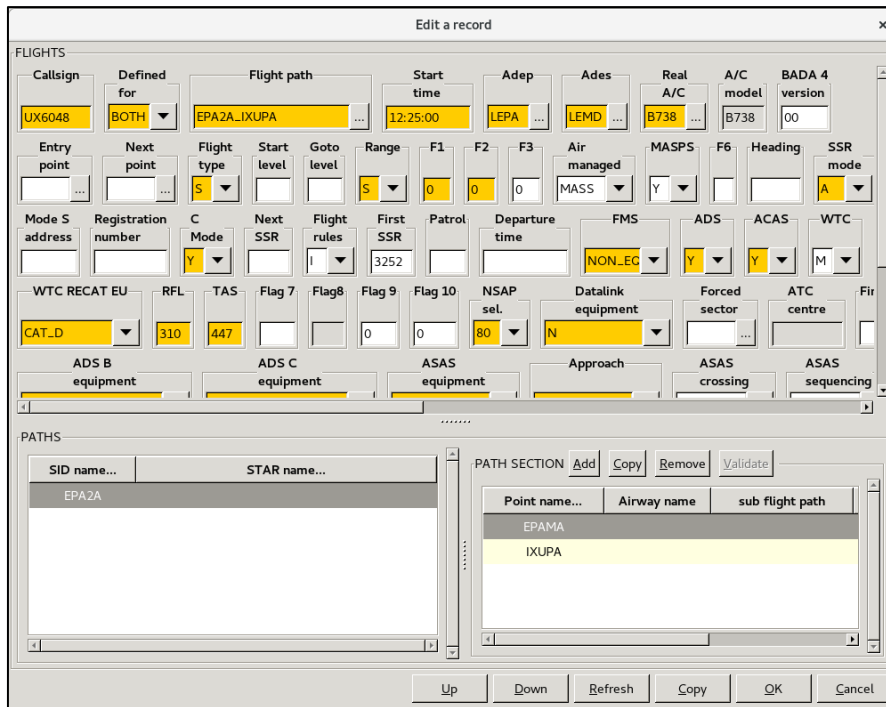 Edit a record ×
FLIGHTS
Callsign Defined for Flight path Start time Adep Ades Real A/C A/C model BADA 4 version
UX6048 BOTH EPA2A_IXUPA ... 12:25:00 LEPA ... LEMD ... B738 ... B738 00
Entry point Next point Flight type Start level Goto level Range F1 F2 F3 Air managed MASPS F6 Heading SSR mode
... ... S S 0 0 0 MASS Y A
Mode S address Registration number C Mode Next SSR Flight rules First SSR Patrol Departure time FMS ADS ACAS WTC
Y I 3252 NON_EQ Y Y M
WTC RECAT EU RFL TAS Flag 7 Flag8 Flag 9 Flag 10 NSAP sel. Datalink equipment Forced sector ATC centre
CAT_D 310 447 0 0 80 N ...
ADS B equipment ADS C equipment ASAS equipment Approach ASAS crossing ASAS sequencing
PATHS
SID name... STAR name...
EPA2A
PATH SECTION Add Copy Remove Validate
Point name... Airway name sub flight path
EPAMA
IXUPA
Up Down Refresh Copy OK Cancel